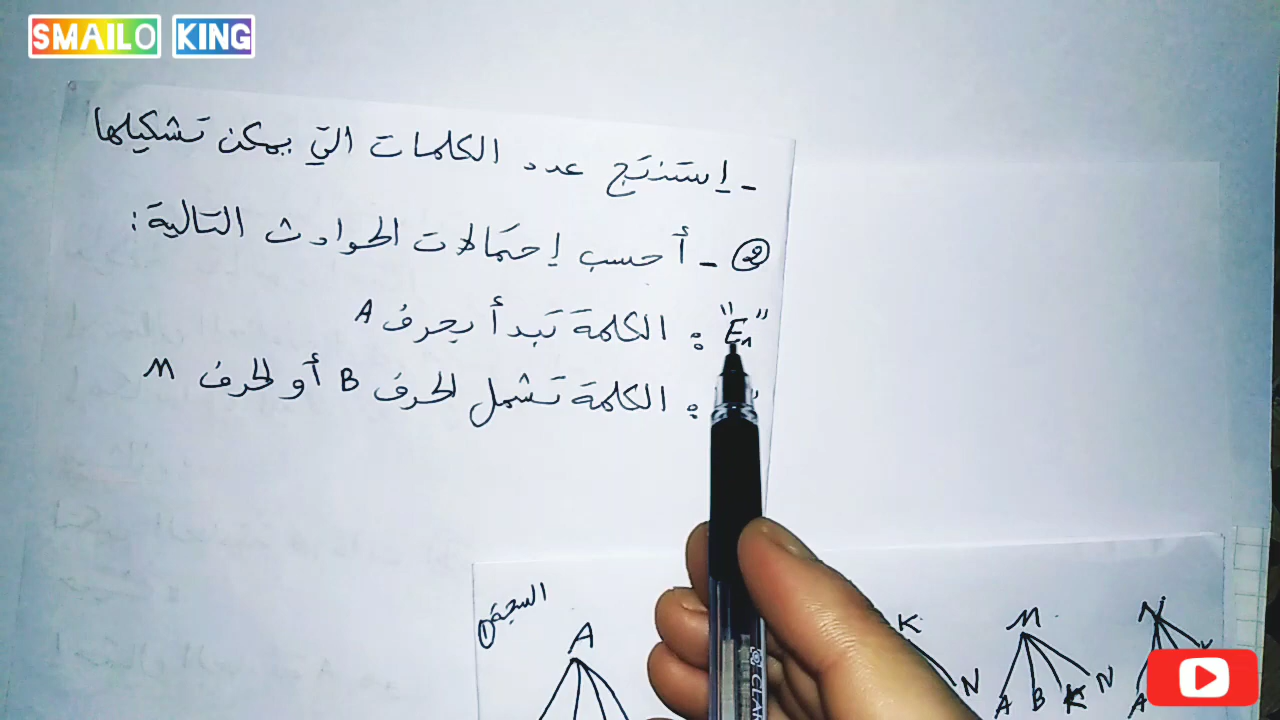 SMAILO KING
- إستنتج عدد الكلمات التي يمكن تشكيلها
② - أحسب إحتمالات الحوادث التالية:
"E₁" : الكلمة تبدأ بحرف A
" : الكلمة تشمل الحرف B أو الحرف M
A K M N
N A B K N A
CLAR